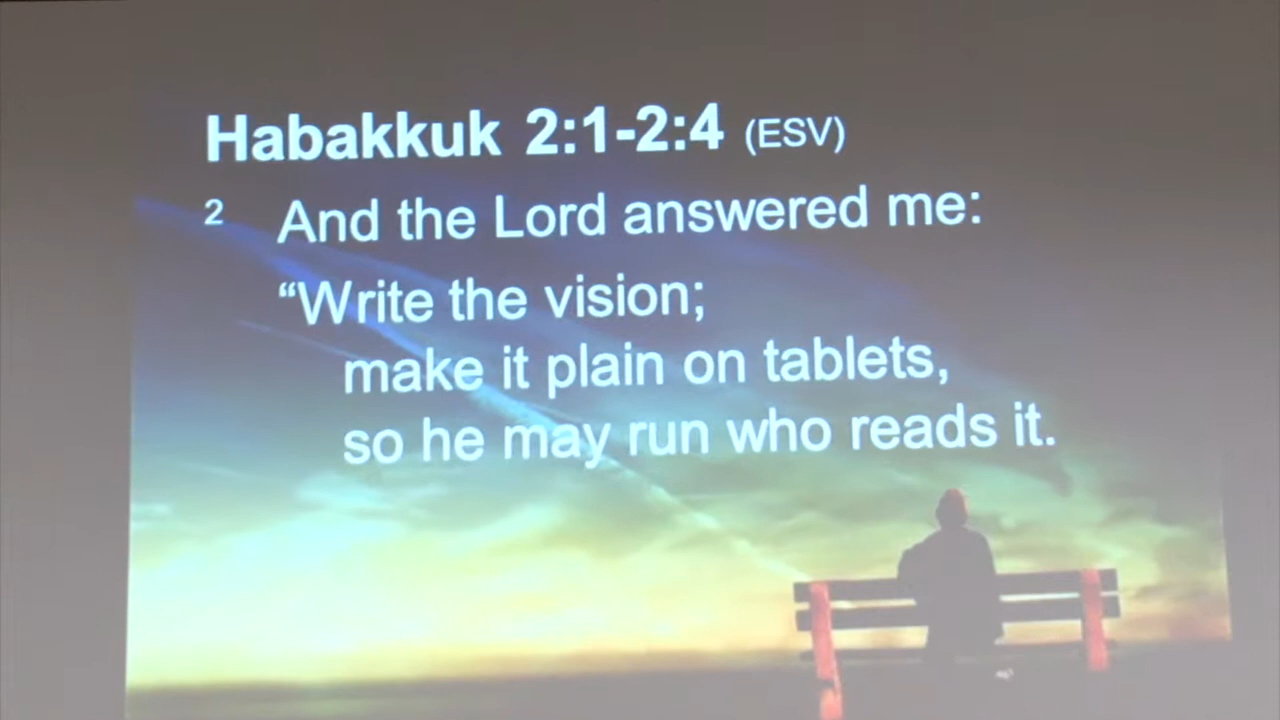 Habakkuk 2:1-2:4 (ESV)
2 And the Lord answered me:
“Write the vision;
make it plain on tablets,
so he may run who reads it.